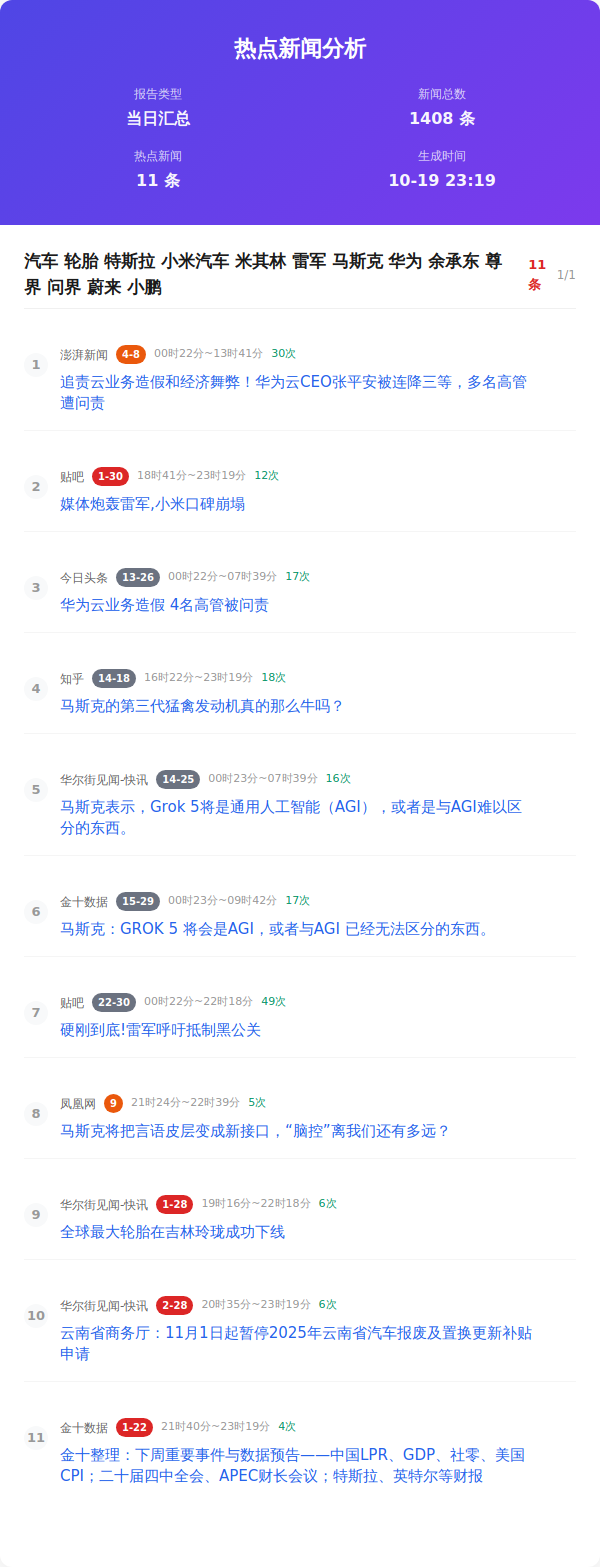 热点新闻分析
报告类型
新闻总数
当日汇总
1408 条
热点新闻
生成时间
11 条
10-19 23:19
汽车 轮胎 特斯拉 小米汽车 米其林 雷军 马斯克 华为 余承东 尊
界 问界 蔚来 小鹏
11
条
1/1
1
澎湃新闻 4-8 00时22分~13时41分 30次
追责云业务造假和经济舞弊！华为云CEO张平安被连降三等，多名高管
遭问责
2
贴吧 1-30 18时41分~23时19分 12次
媒体炮轰雷军,小米口碑崩塌
3
今日头条 13-26 00时22分~07时39分 17次
华为云业务造假 4名高管被问责
4
知乎 14-18 16时22分~23时19分 18次
马斯克的第三代猛禽发动机真的那么牛吗？
5
华尔街见闻-快讯 14-25 00时23分~07时39分 16次
马斯克表示，Grok 5将是通用人工智能（AGI），或者是与AGI难以区
分的东西。
6
金十数据 15-29 00时23分~09时42分 17次
马斯克：GROK 5 将会是AGI，或者与AGI 已经无法区分的东西。
7
贴吧 22-30 00时22分~22时18分 49次
硬刚到底!雷军呼吁抵制黑公关
8
凤凰网 9 21时24分~22时39分 5次
马斯克将把言语皮层变成新接口，“脑控”离我们还有多远？
9
华尔街见闻-快讯 1-28 19时16分~22时18分 6次
全球最大轮胎在吉林玲珑成功下线
10
华尔街见闻-快讯 2-28 20时35分~23时19分 6次
云南省商务厅：11月1日起暂停2025年云南省汽车报废及置换更新补贴
申请
11
金十数据 1-22 21时40分~23时19分 4次
金十整理：下周重要事件与数据预告——中国LPR、GDP、社零、美国
CPI；二十届四中全会、APEC财长会议；特斯拉、英特尔等财报